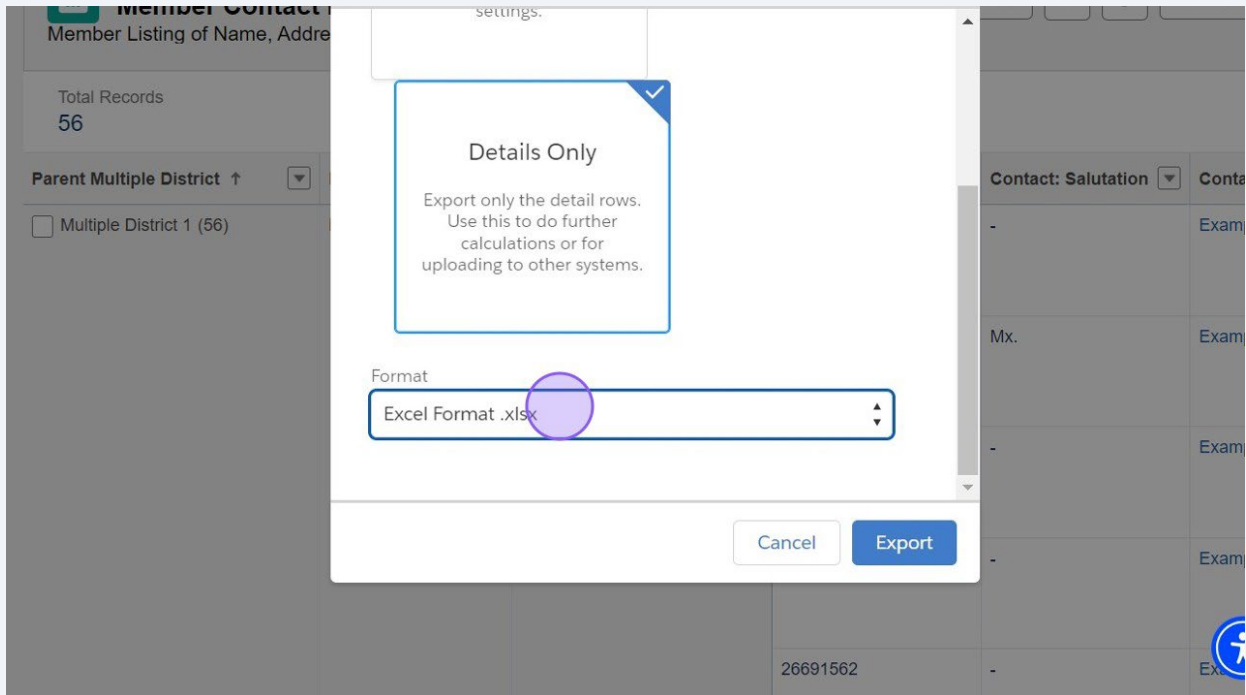 Member Contact
Member Listing of Name, Addre
Total Records
56
Parent Multiple District ↑
Multiple District 1 (56)
settings.
Details Only
Export only the detail rows.
Use this to do further
calculations or for
uploading to other systems.
Format
Excel Format .xlsx
Cancel
Export
Contact: Salutation
Conta
-
Exam
Mx.
Exam
-
Exam
-
Exam
26691562
-
Ex